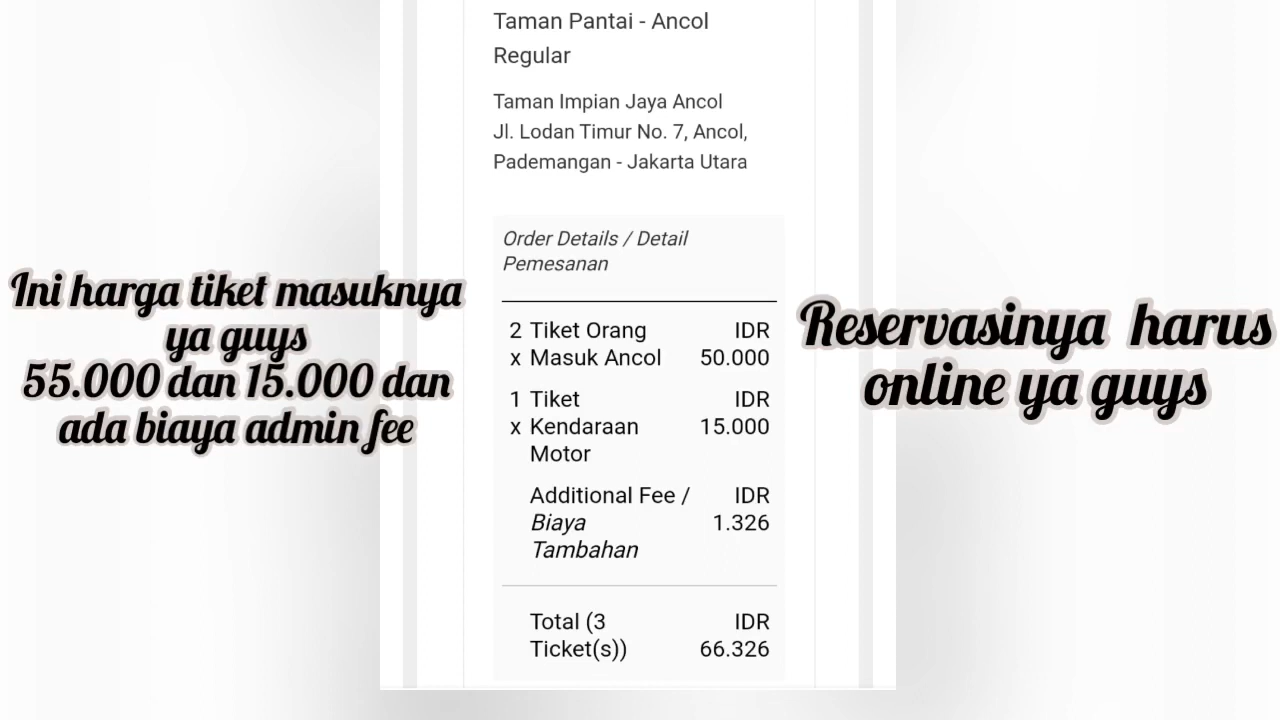 Taman Pantai - Ancol
Regular
Taman Impian Jaya Ancol
Jl. Lodan Timur No. 7, Ancol,
Pademangan - Jakarta Utara
Order Details / Detail
Pemesanan
2 Tiket Orang IDR
x Masuk Ancol 50.000
1 Tiket IDR
x Kendaraan 15.000
Motor
Additional Fee / IDR
Biaya 1.326
Tambahan
Total (3 IDR
Ticket(s)) 66.326
Ini harga tiket masuknya
ya guys
55.000 dan 15.000 dan
ada biaya admin fee
Reservasinya harus
online ya guys